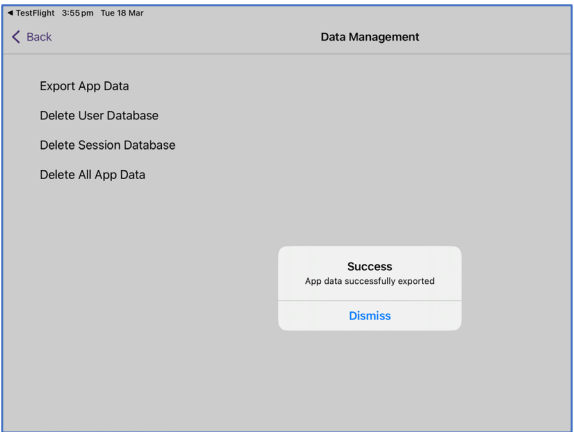 ◄ TestFlight 3:55 pm Tue 18 Mar
Back Data Management
Export App Data
Delete User Database
Delete Session Database
Delete All App Data
Success
App data successfully exported
Dismiss